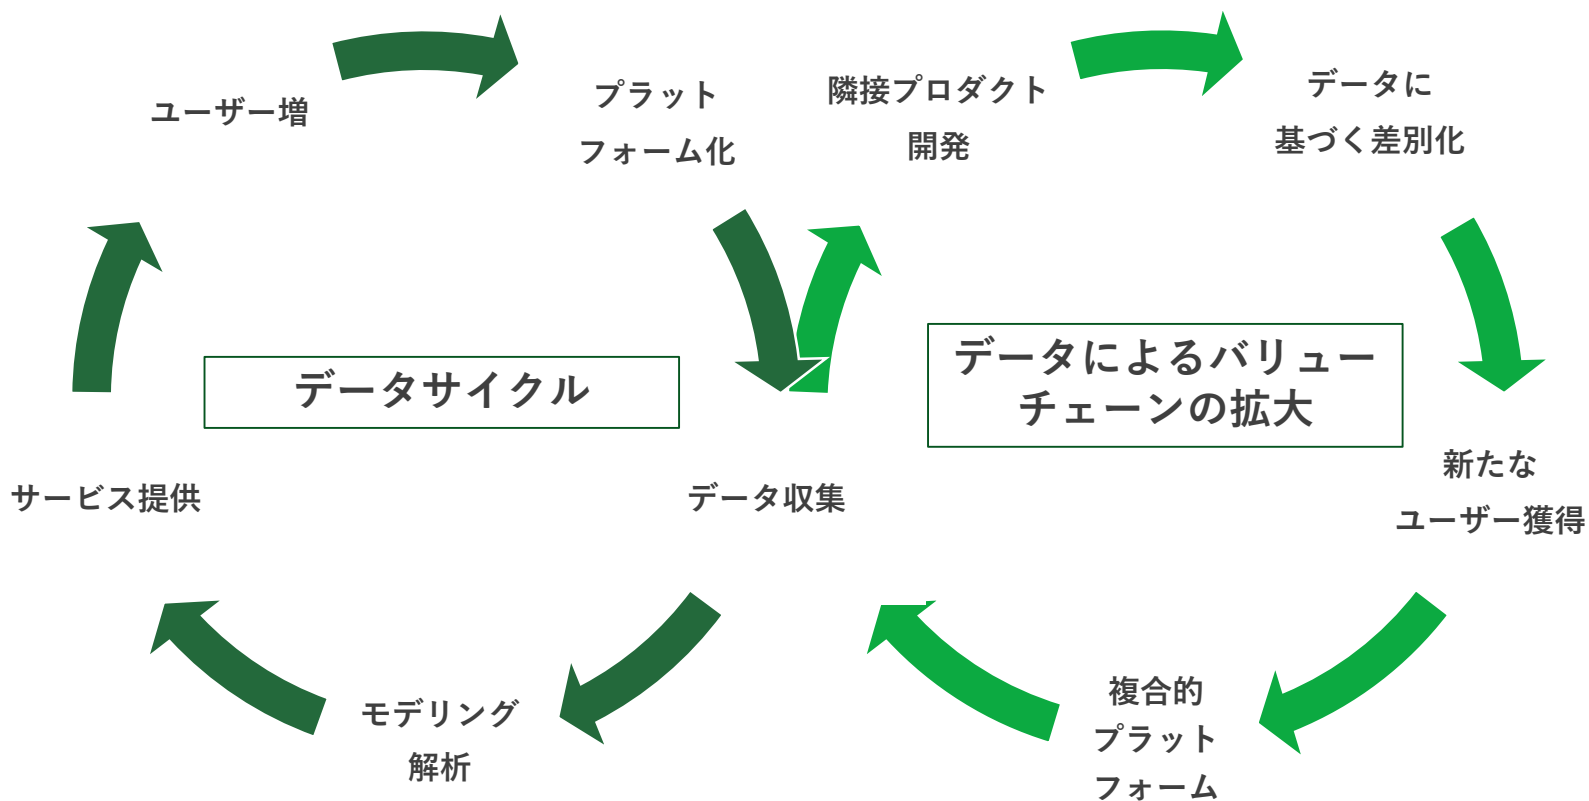 ユーザー増
プラット
フォーム化
隣接プロダクト
開発
データに
基づく差別化
データサイクル
データによるバリュー
チェーンの拡大
サービス提供
データ収集
新たな
ユーザー獲得
モデリング
解析
複合的
プラット
フォーム